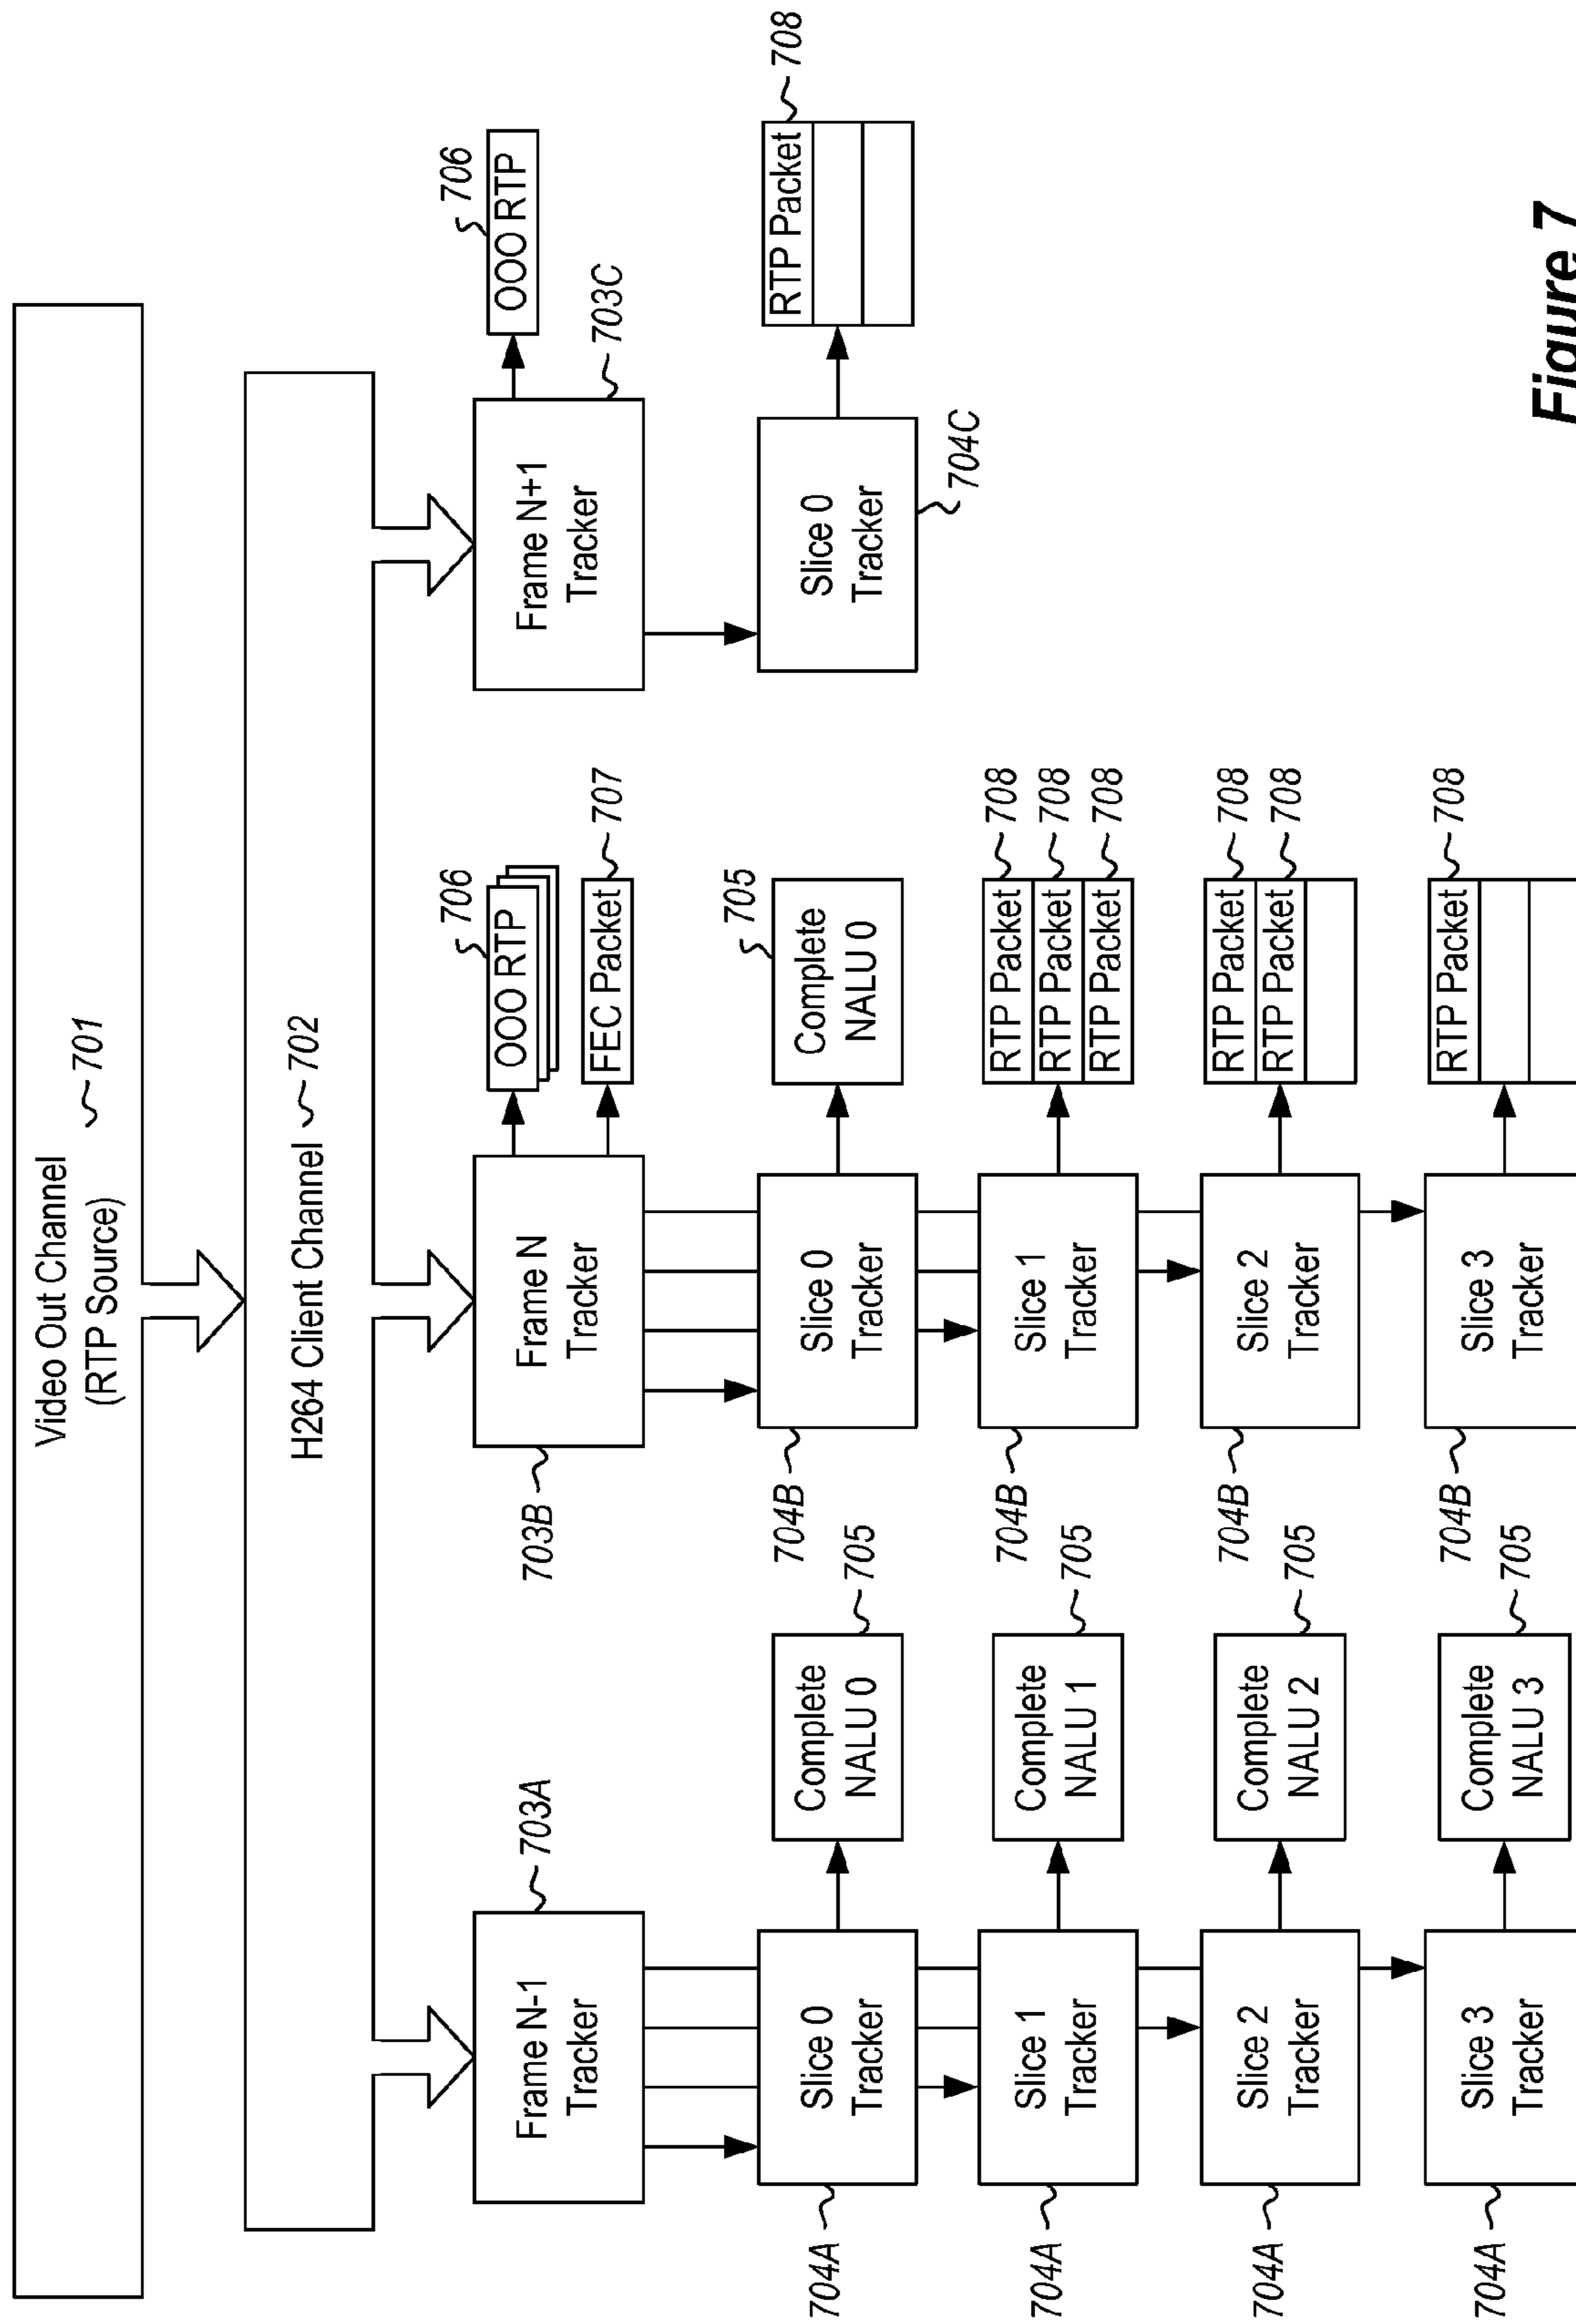 Video Out Channel 701
(RTP Source)
H264 Client Channel 702
Frame N-1
Tracker
703A
Frame N
Tracker
703B
OOO RTP
706
FEC Packet
707
Frame N+1
Tracker
703C
OOO RTP
706
Slice 0
Tracker
704A
Complete
NALU 0
705
Slice 0
Tracker
704B
Complete
NALU 0
705
Slice 0
Tracker
704C
RTP Packet
708
Slice 1
Tracker
704A
Complete
NALU 1
705
Slice 1
Tracker
704B
RTP Packet
708
RTP Packet
708
RTP Packet
708
Slice 2
Tracker
704A
Complete
NALU 2
705
Slice 2
Tracker
704B
RTP Packet
708
RTP Packet
708
Slice 3
Tracker
704A
Complete
NALU 3
705
Slice 3
Tracker
704B
RTP Packet
708
Figure 7